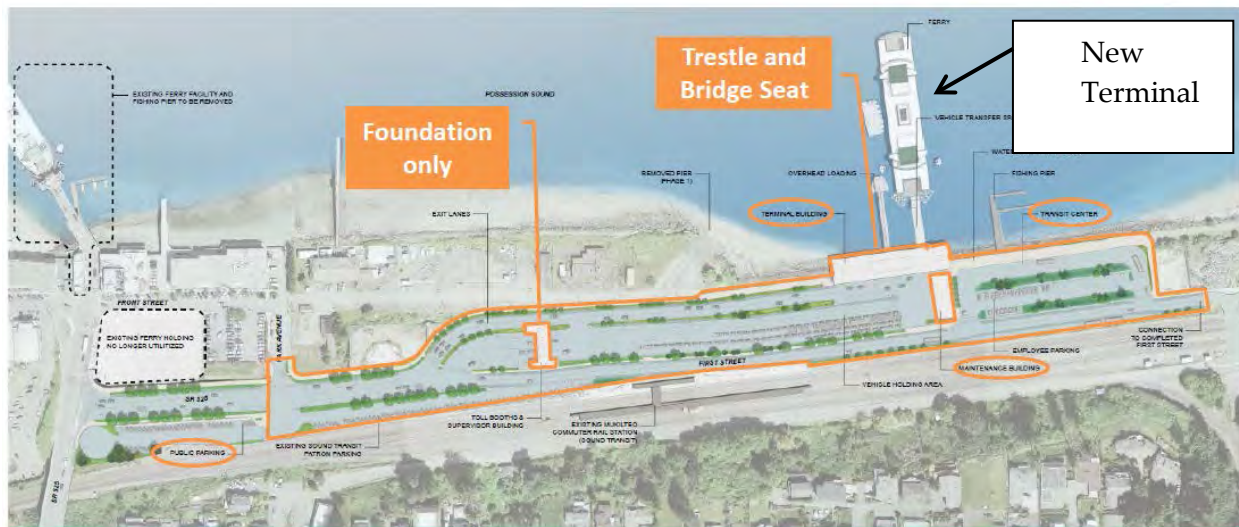 FERRY
New
Terminal
Trestle and
Bridge Seat
EXISTING FERRY FACILITY AND
FISHING PIER TO BE REMOVED
POSSESSION SOUND
VEHICLE TRANSFER
Foundation
only
REMOVED PIER
(PHASE 1)
OVERHEAD LOADING
FISHING PIER
EXIT LANES
TERMINAL BUILDING
TRANSIT CENTER
FRONT STREET
PARK AVENUE
EXISTING FERRY HOLDING
NO LONGER UTILITIZED
FIRST STREET
CONNECTION
TO COMPLETED
FIRST STREET
EMPLOYEE PARKING
MAINTENANCE BUILDING
VEHICLE HOLDING AREA
SR
TOLL BOOTHS &
SUPERVISOR BUILDING
EXISTING MUKILTEO
COMMUTER RAIL STATION
(SOUND TRANSIT)
EXISTING SOUND TRANSIT
PATRON PARKING
PUBLIC PARKING
SR 525